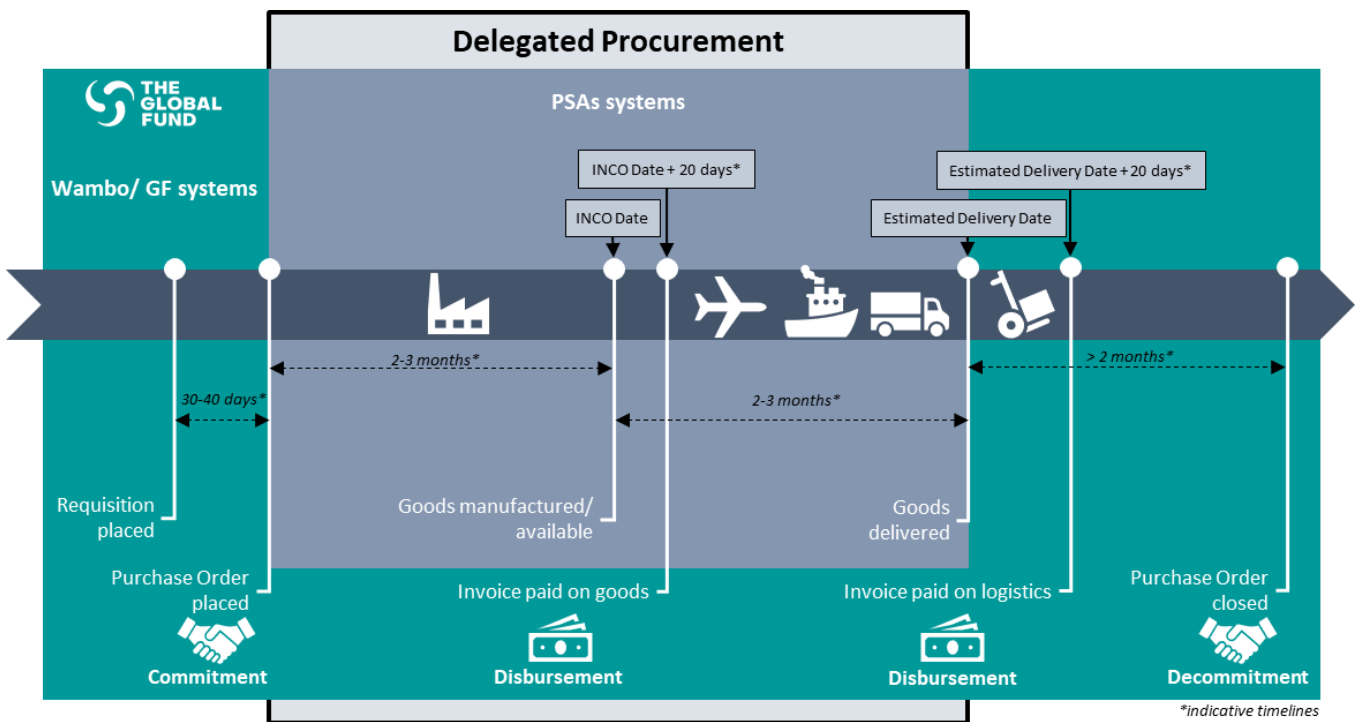 Delegated Procurement
THE
GLOBAL
FUND
PSAs systems
Wambo/ GF systems
INCO Date + 20 days*
Estimated Delivery Date + 20 days*
INCO Date
Estimated Delivery Date
2-3 months*
> 2 months*
30-40 days*
2-3 months*
Requisition
placed
Goods manufactured/
available
Goods
delivered
Purchase Order
placed
Invoice paid on goods
Invoice paid on logistics
Purchase Order
closed
Commitment
Disbursement
Disbursement
Decommitment
*indicative timelines